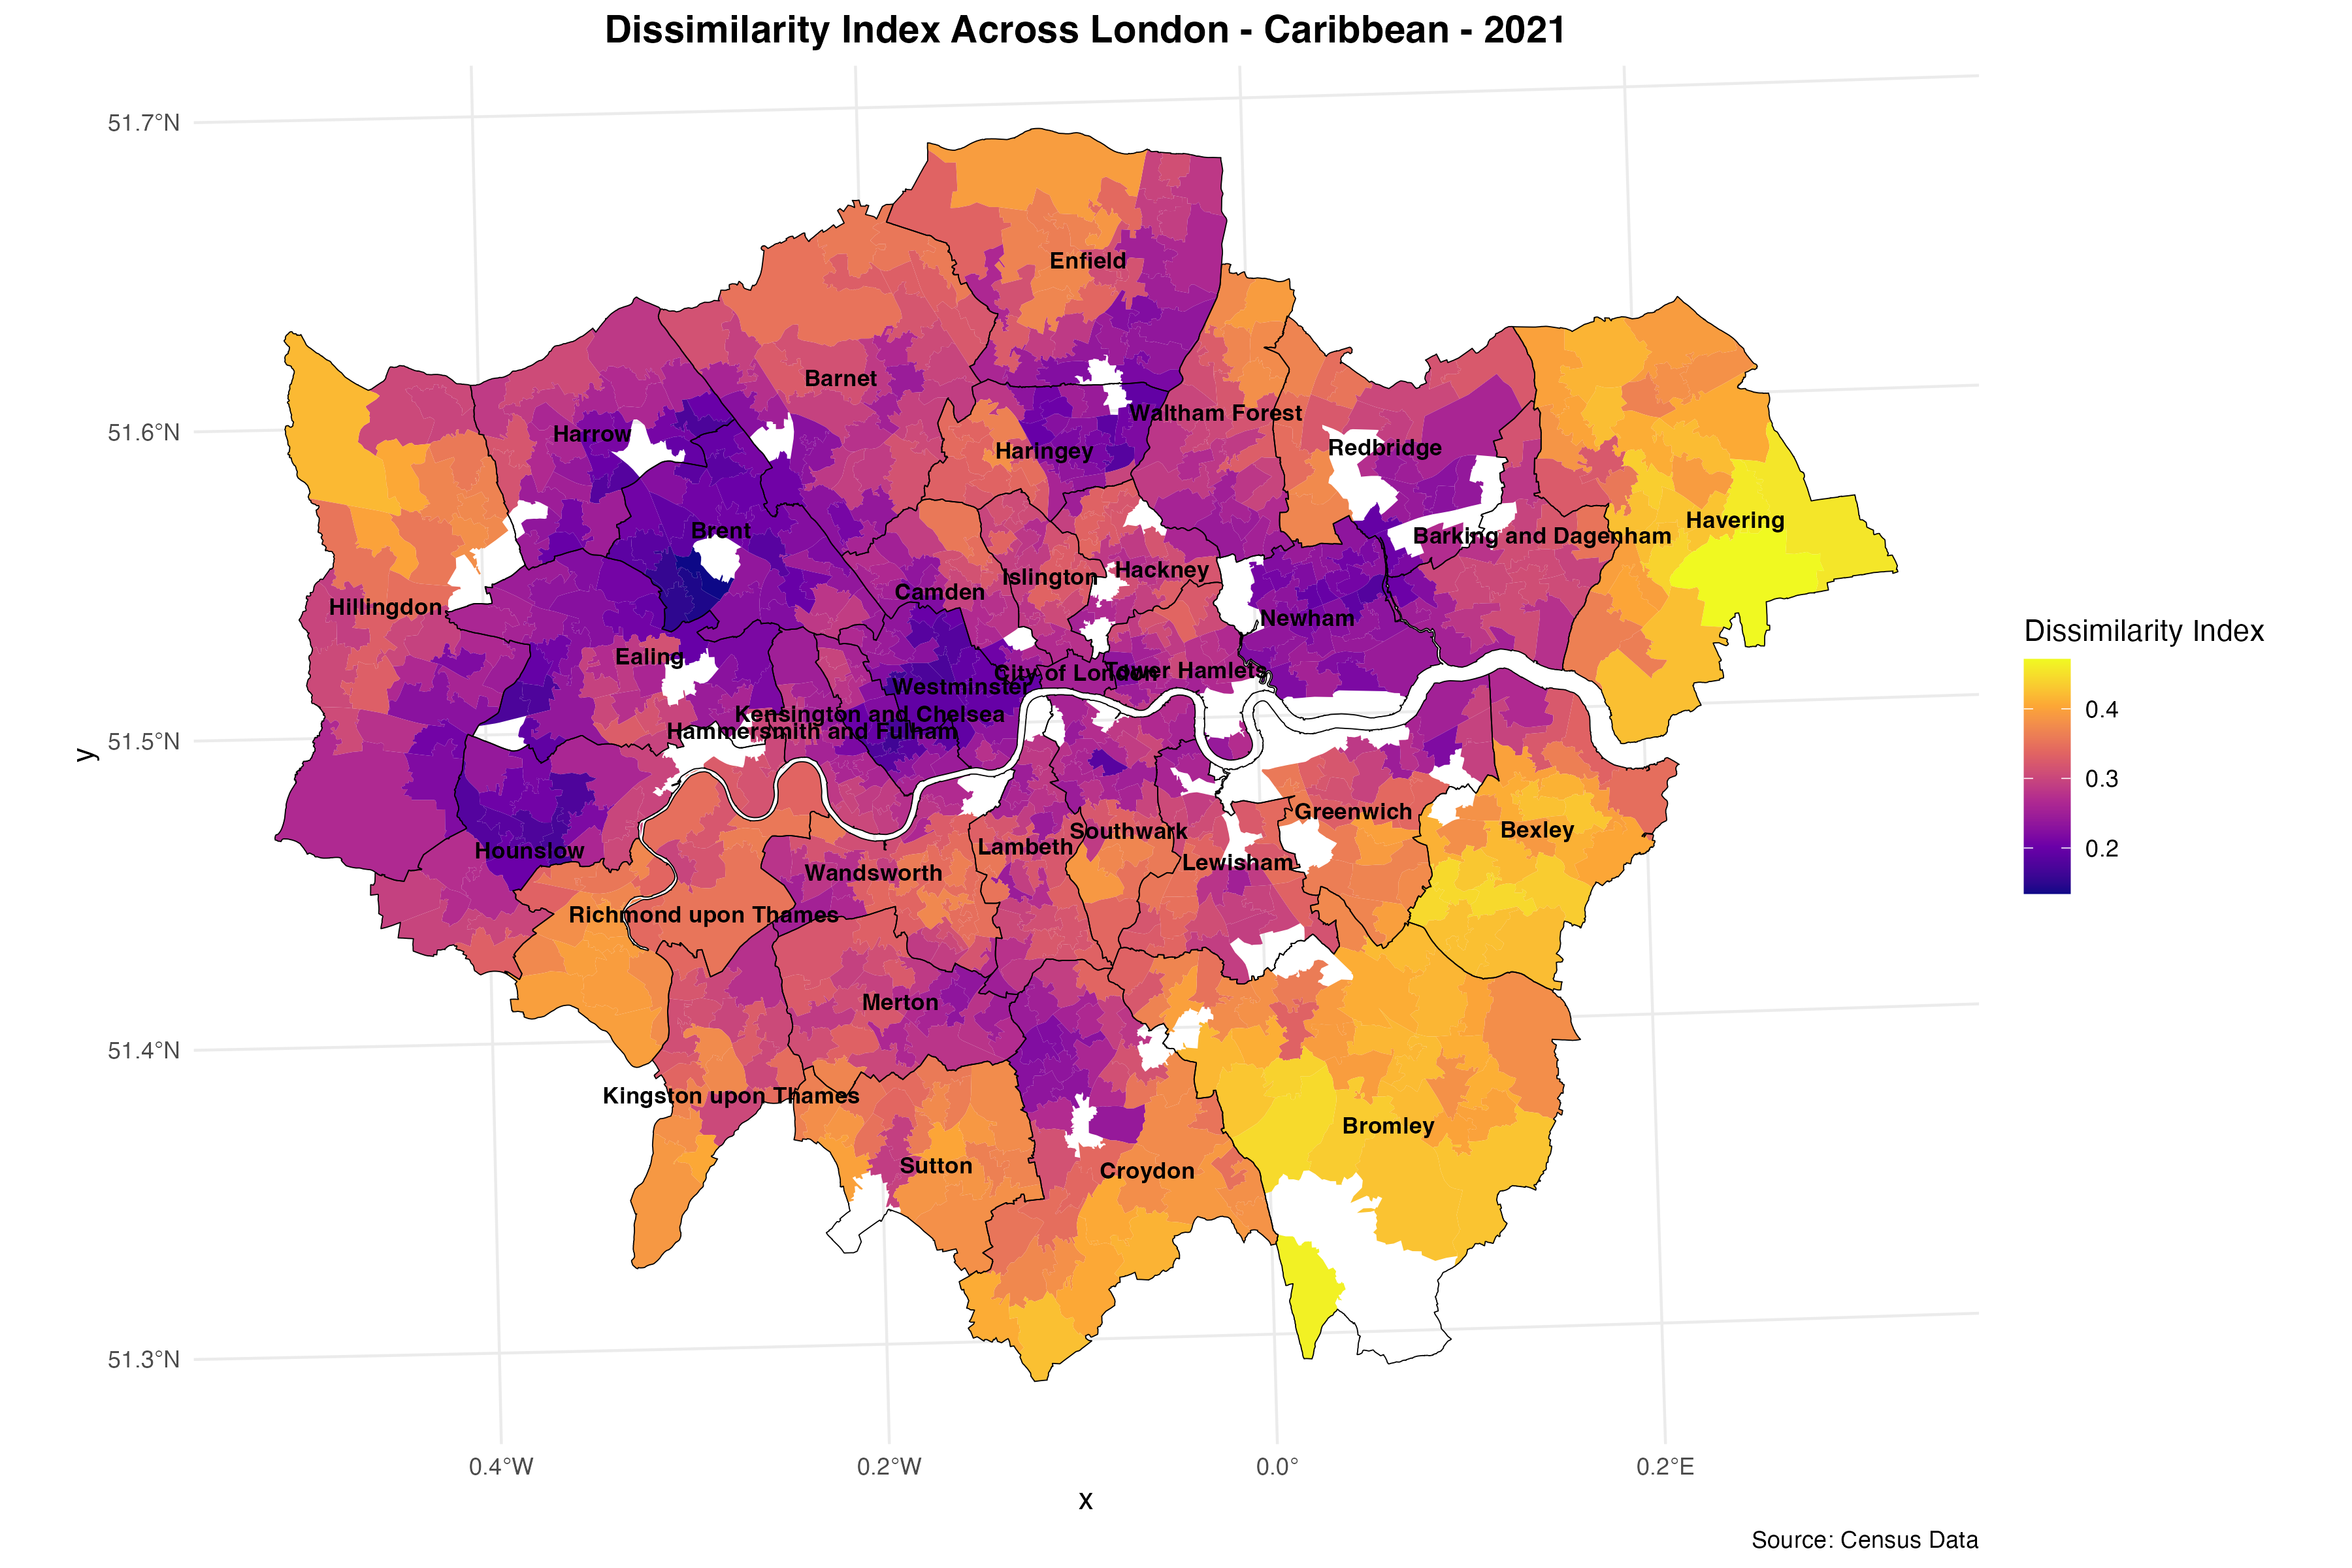 Dissimilarity Index Across London - Caribbean - 2021
51.7°N
51.6°N
51.5°N
51.4°N
51.3°N
y
Enfield
Barnet
Waltham Forest
Harrow
Haringey
Redbridge
Havering
Brent
Barking and Dagenham
Hackney
Islington
Camden
Hillingdon
Newham
Ealing
City of London
Tower Hamlets
Westminster
Kensington and Chelsea
Hammersmith and Fulham
Greenwich
Bexley
Southwark
Lambeth
Hounslow
Lewisham
Wandsworth
Richmond upon Thames
Merton
Kingston upon Thames
Bromley
Sutton
Croydon
Dissimilarity Index
0.4
0.3
0.2
0.4°W
0.2°W
0.0°
0.2°E
x
Source: Census Data